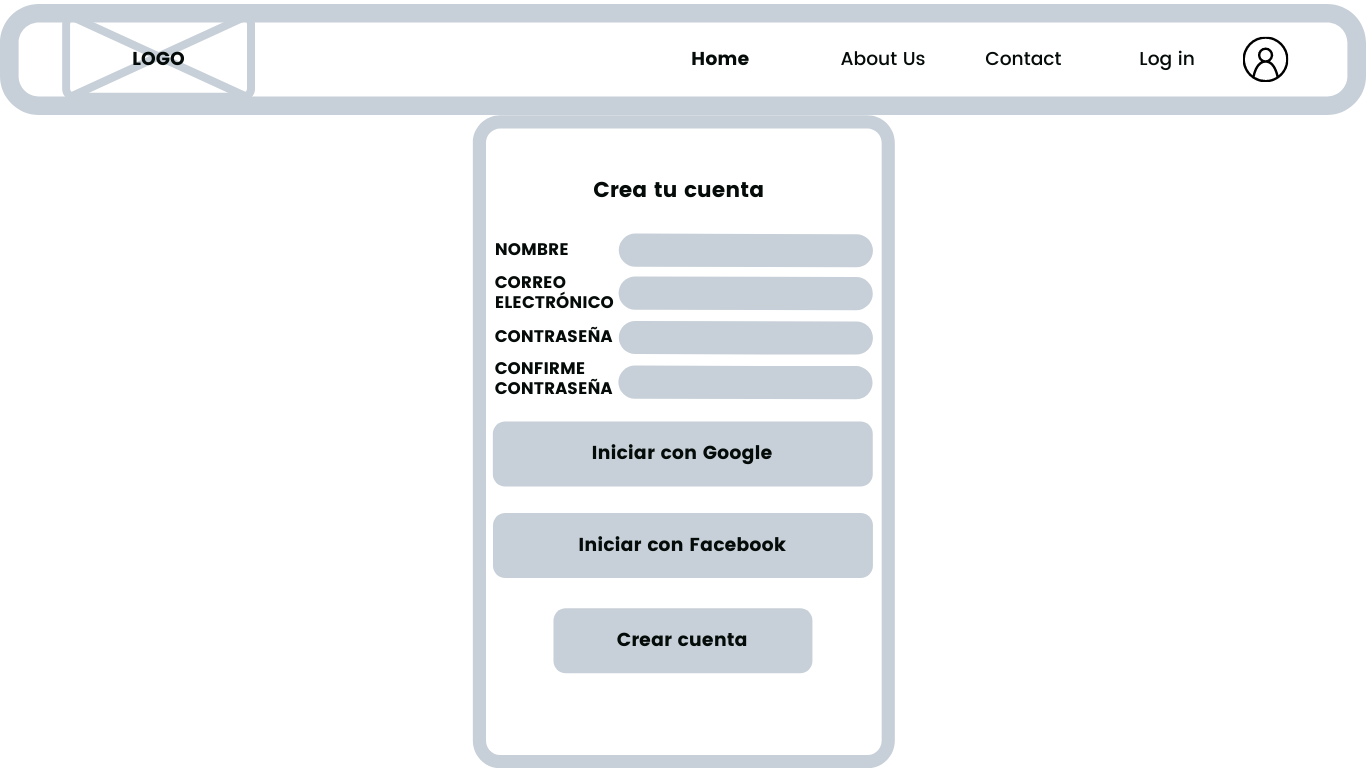 LOGO
Home
About Us
Contact
Log in
Crea tu cuenta
NOMBRE
CORREO
ELECTRÓNICO
CONTRASEÑA
CONFIRME
CONTRASEÑA
Iniciar con Google
Iniciar con Facebook
Crear cuenta